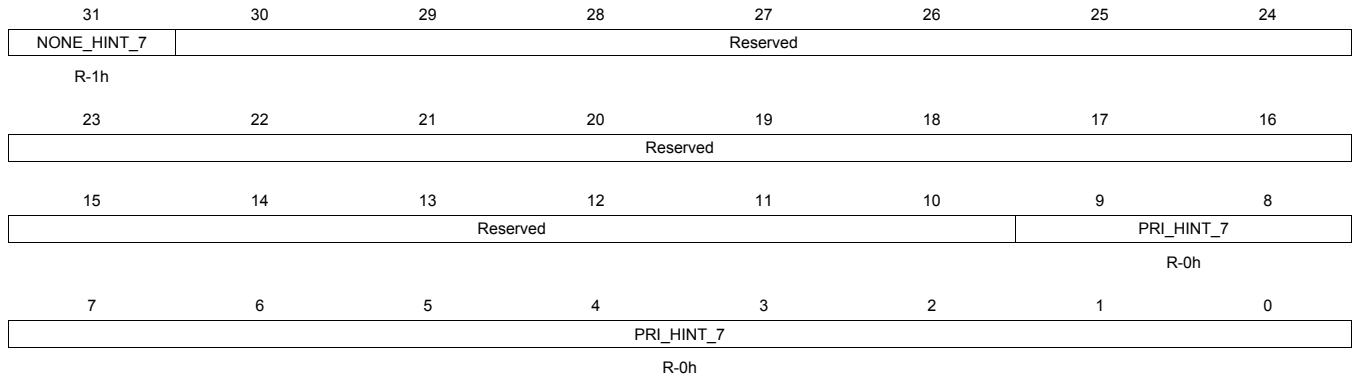 31 30 29 28 27 26 25 24
NONE_HINT_7 Reserved
R-1h
23 22 21 20 19 18 17 16
Reserved
15 14 13 12 11 10 9 8
Reserved PRI_HINT_7
R-0h
7 6 5 4 3 2 1 0
PRI_HINT_7
R-0h